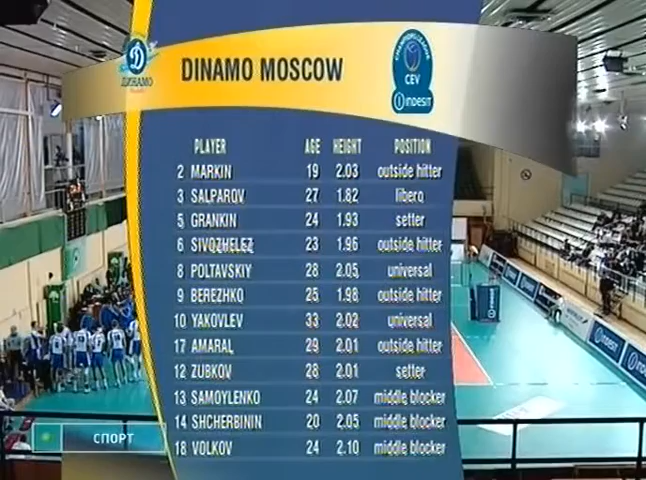 ДИНАМО
DINAMO MOSCOW
CHAMPIONS LEAGUE
CEV
INDESIT
PLAYER AGE HEIGHT POSITION
2 MARKIN 19 2.03 outside hitter
3 SALPAROV 27 1.82 libero
5 GRANKIN 24 1.93 setter
6 SIVOZHELEZ 23 1.96 outside hitter
8 POLTAVSKIY 28 2.05 universal
9 BEREZHKO 25 1.98 outside hitter
10 YAKOVLEV 33 2.02 universal
17 AMARAL 29 2.01 outside hitter
12 ZUBKOV 28 2.01 setter
13 SAMOYLENKO 24 2.07 middle blocker
14 SHCHERBININ 20 2.05 middle blocker
18 VOLKOV 24 2.10 middle blocker
СПОРТ
INDESIT